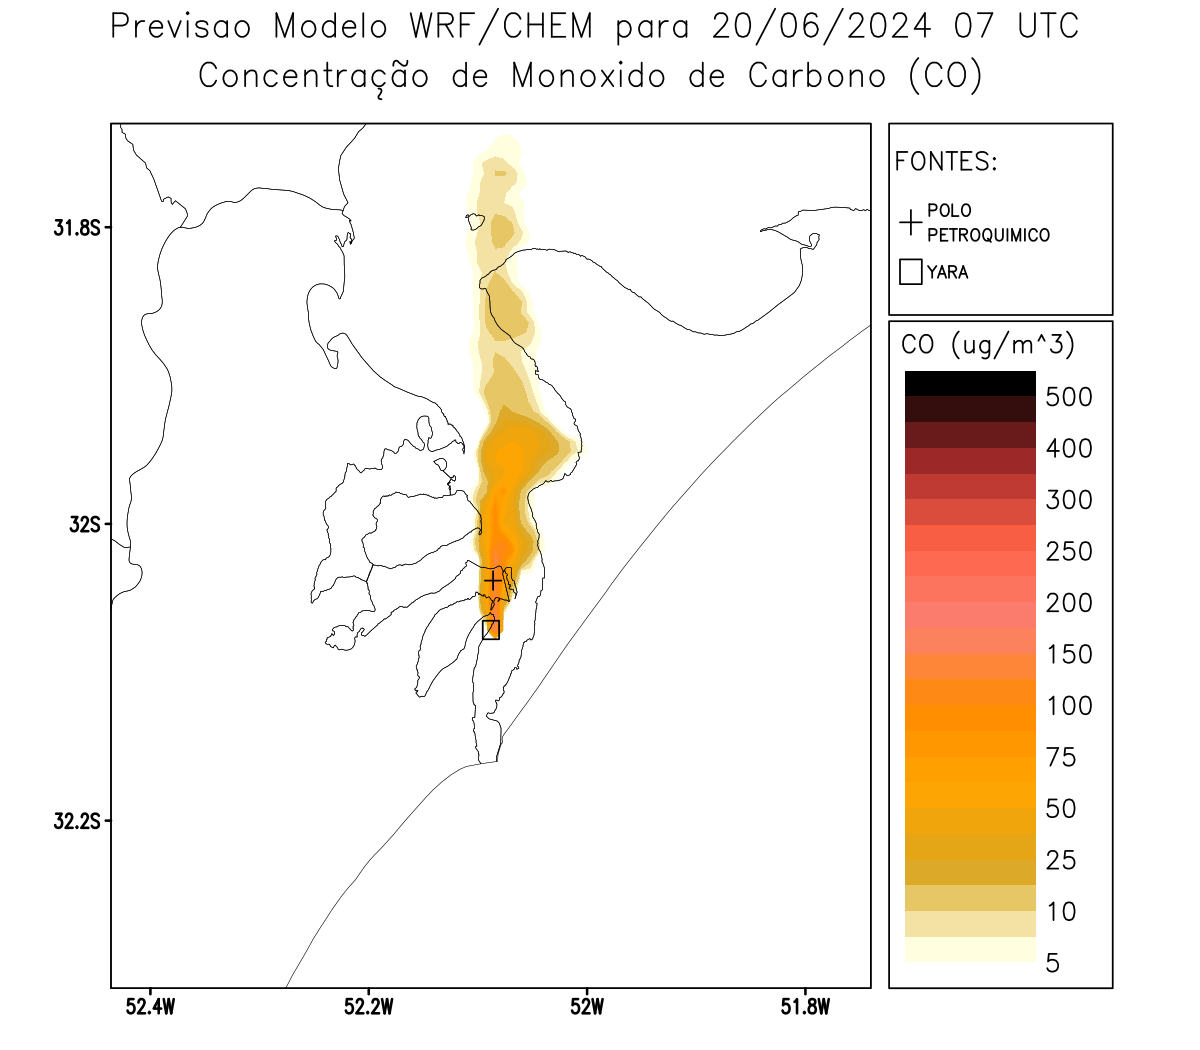 Previsao Modelo WRF/CHEM para 20/06/2024 07 UTC
Concentração de Monoxido de Carbono (CO)
FONTES:
POLO
PETROQUIMICO
YARA
31.8S
32S
32.2S
52.4W
52.2W
52W
51.8W
CO (ug/m^3)
500
400
300
250
200
150
100
75
50
25
10
5